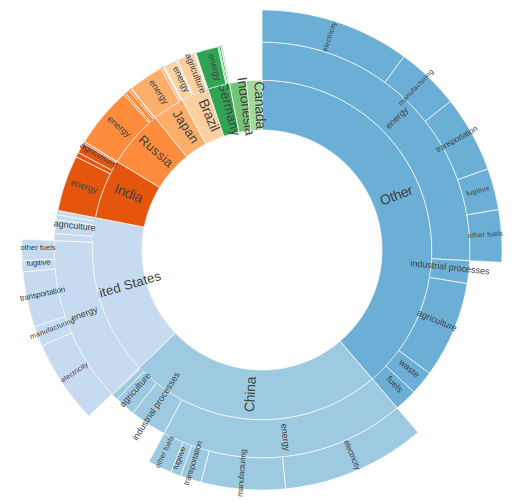 electricity
manufacturing
energy
transportation
fugitive
other fuels
Other
industrial processes
agriculture
waste
fuels
China
energy
electricity
manufacturing
transportation
fugitive
other fuels
industrial processes
agriculture
ited States
energy
electricity
manufacturing
transportation
fugitive
other fuels
agriculture
India
energy
agriculture
Russia
energy
Japan
energy
Brazil
energy
agriculture
Germany
energy
Indonesia
Canada